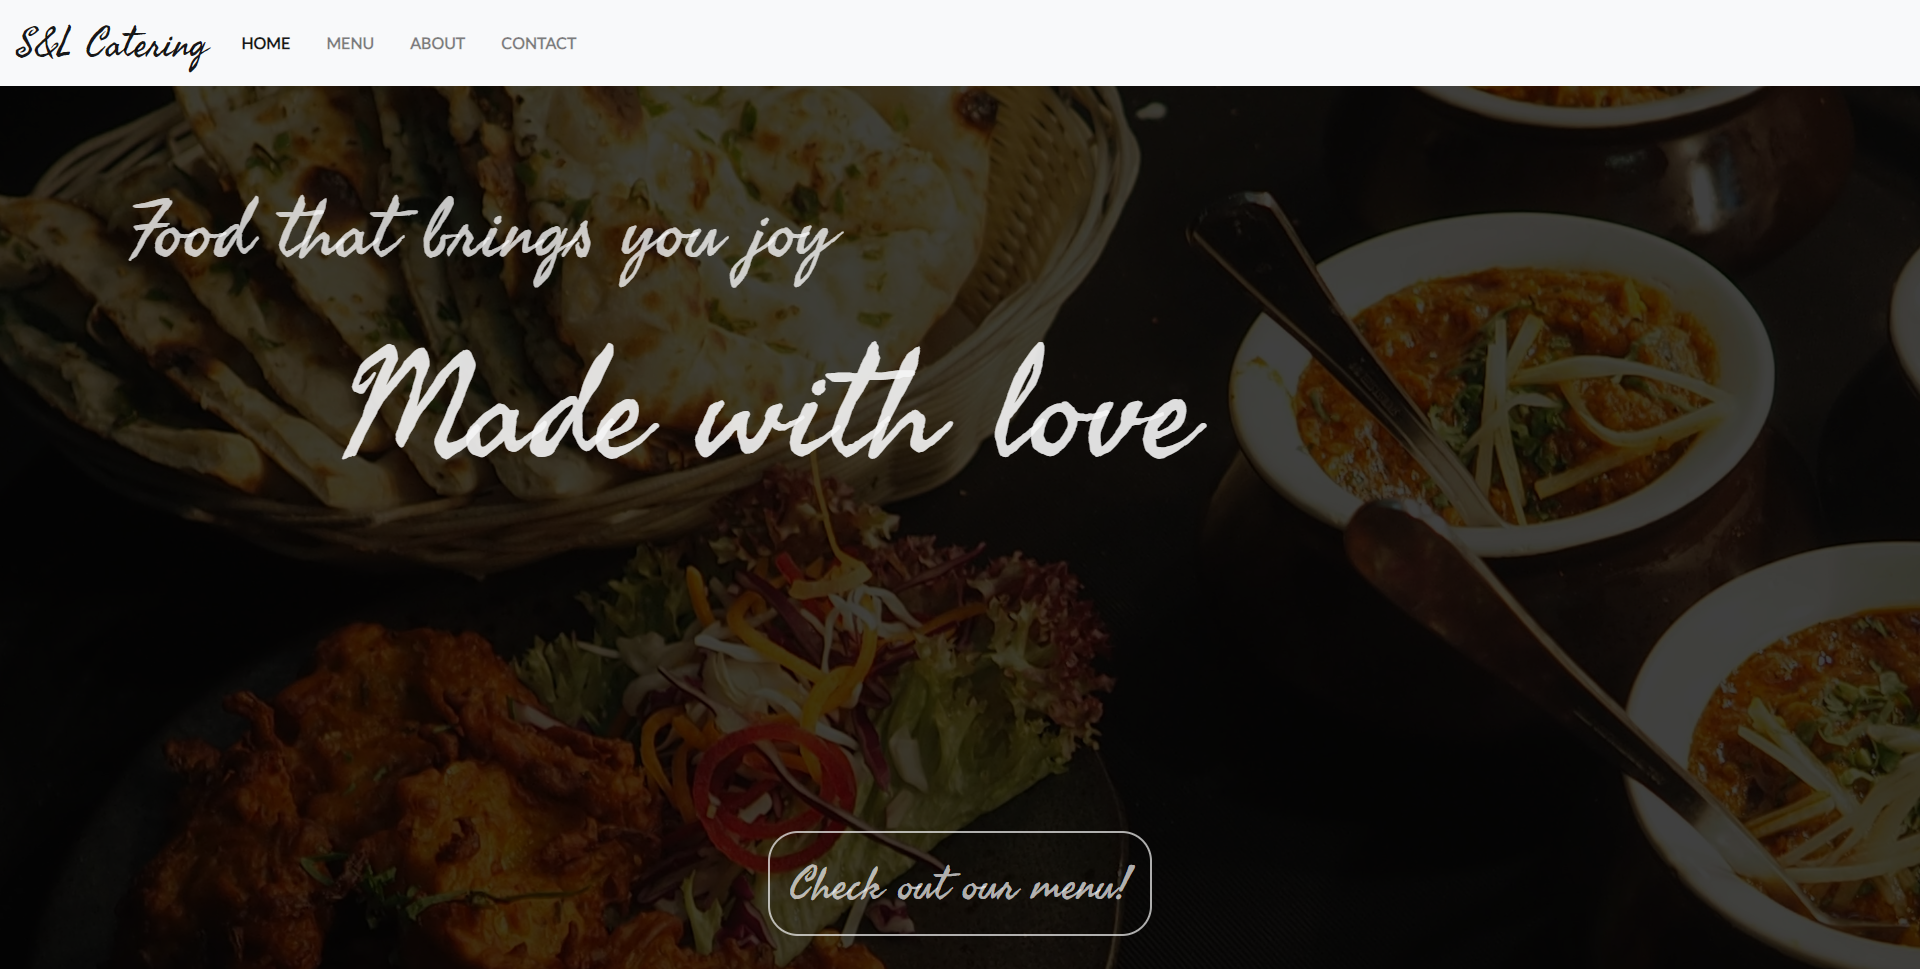 S&L Catering HOME MENU ABOUT CONTACT
Food that brings you joy
Made with love
Check out our menu!